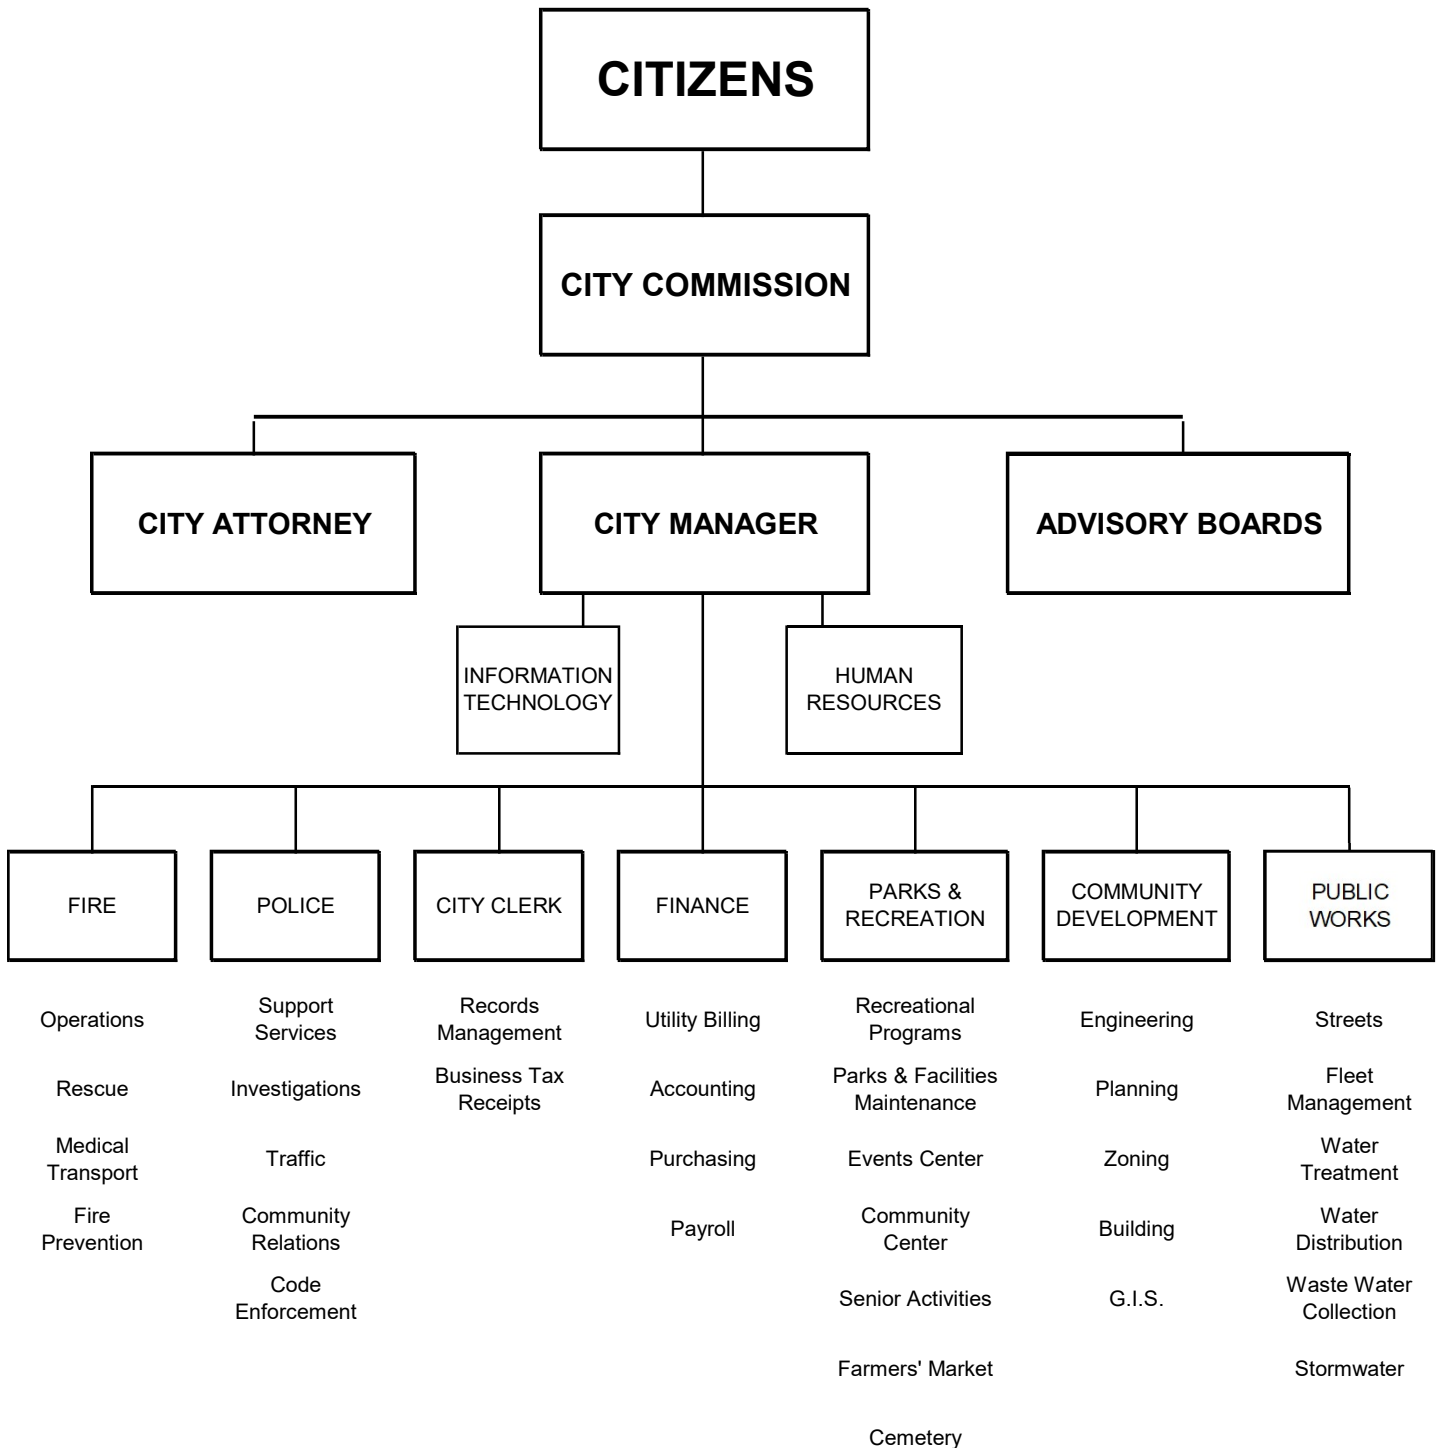 CITIZENS
CITY COMMISSION
CITY ATTORNEY
CITY MANAGER
ADVISORY BOARDS
INFORMATION
TECHNOLOGY
HUMAN
RESOURCES
FIRE
POLICE
CITY CLERK
FINANCE
PARKS &
RECREATION
COMMUNITY
DEVELOPMENT
PUBLIC
WORKS
Operations
Rescue
Medical
Transport
Fire
Prevention
Support
Services
Investigations
Traffic
Community
Relations
Code
Enforcement
Records
Management
Business Tax
Receipts
Utility Billing
Accounting
Purchasing
Payroll
Recreational
Programs
Parks & Facilities
Maintenance
Events Center
Community
Center
Senior Activities
Farmers' Market
Cemetery
Engineering
Planning
Zoning
Building
G.I.S.
Streets
Fleet
Management
Water
Treatment
Water
Distribution
Waste Water
Collection
Stormwater